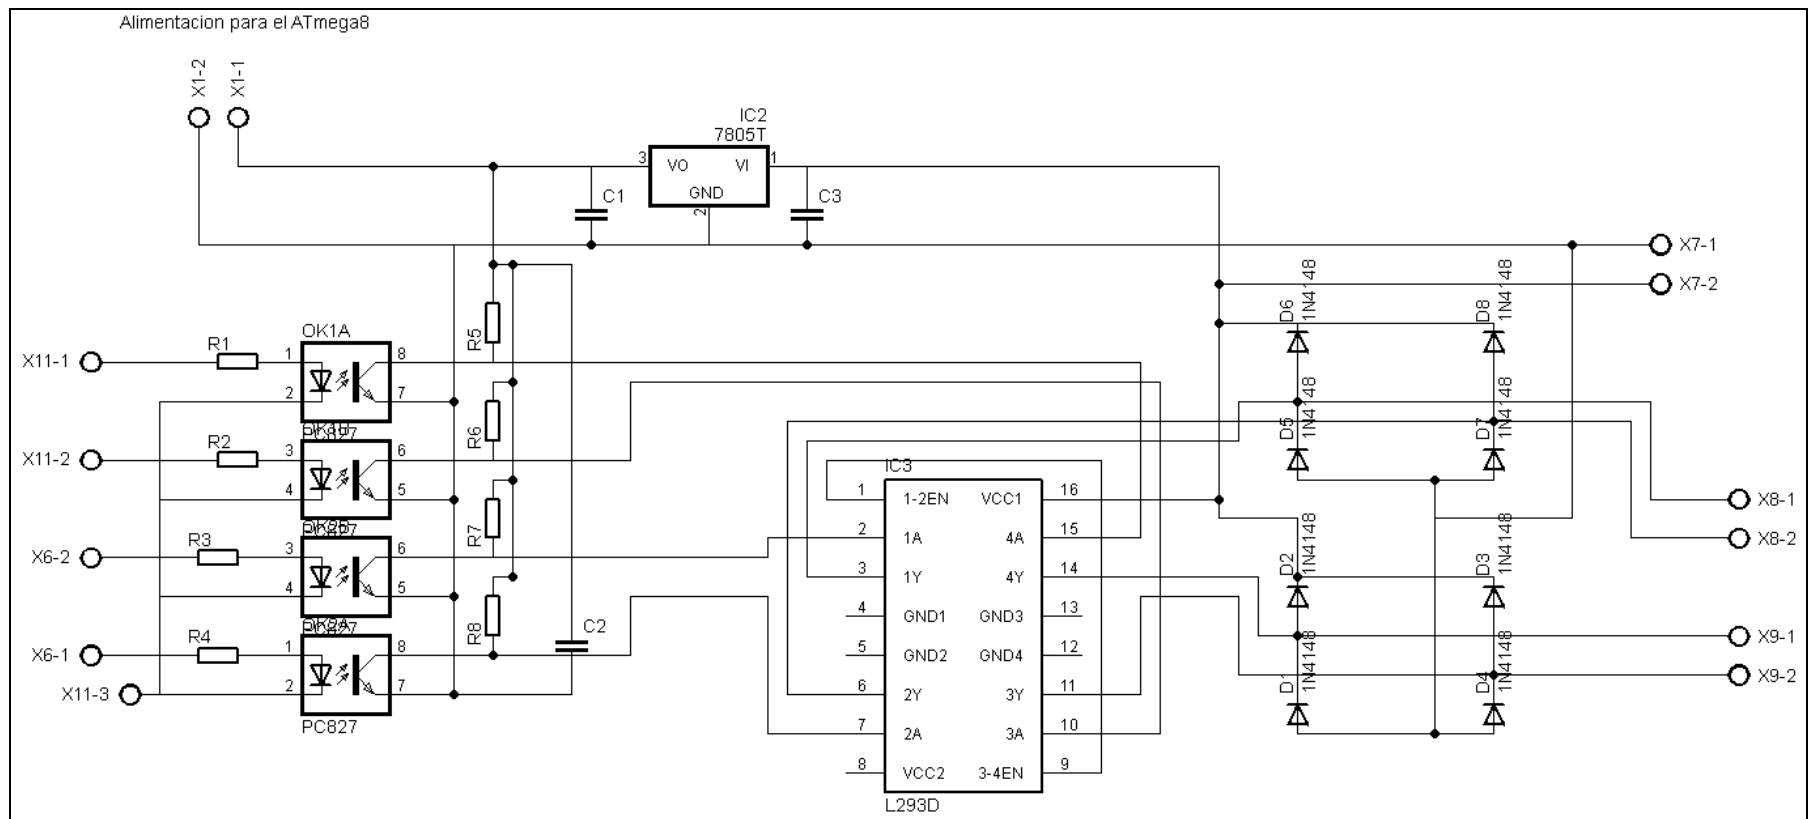 Alimentacion para el ATmega8
X1-2
X1-1
IC2
7805T
3
VO
VI
1
GND
2
C1
C3
X7-1
X7-2
D6
1N4148
D8
1N4148
R5
OK1A
X11-1
R1
1
8
2
7
R6
D5
1N4148
D7
1N4148
X11-2
R2
3
6
4
5
IC3
1
1-2EN
VCC1
16
X8-1
2
1A
4A
15
X8-2
R7
X6-2
R3
3
6
4
5
D2
1N4148
D3
1N4148
3
1Y
4Y
14
4
GND1
GND3
13
X9-1
R8
C2
X6-1
R4
1
8
5
GND2
GND4
12
X9-2
D1
1N4148
D4
1N4148
X11-3
2
7
6
2Y
3Y
11
PC827
7
2A
3A
10
8
VCC2
3-4EN
9
L293D